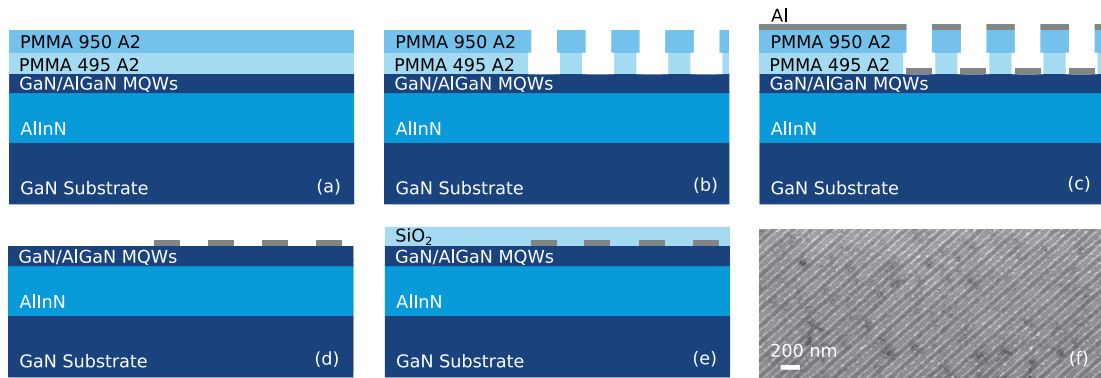 PMMA 950 A2
PMMA 495 A2
GaN/AlGaN MQWs
AlInN
GaN Substrate
(a)
PMMA 950 A2
PMMA 495 A2
GaN/AlGaN MQWs
AlInN
GaN Substrate
(b)
Al
PMMA 950 A2
PMMA 495 A2
GaN/AlGaN MQWs
AlInN
GaN Substrate
(c)
GaN/AlGaN MQWs
AlInN
GaN Substrate
(d)
SiO₂
GaN/AlGaN MQWs
AlInN
GaN Substrate
(e)
200 nm
(f)